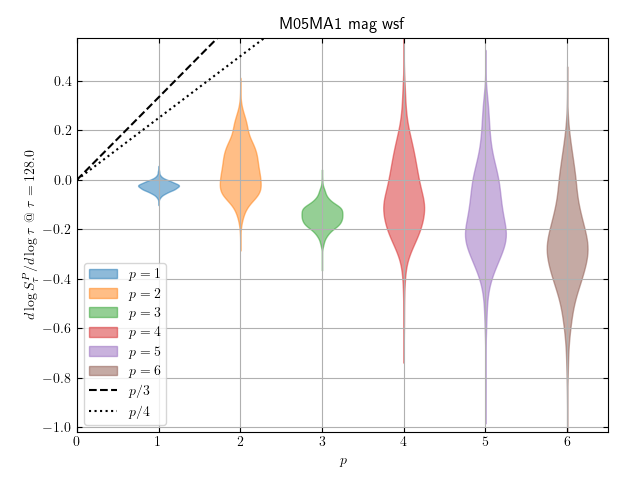 M05MA1 mag wsf
d log S_τ^p / d log τ @ τ = 128.0
0.4
0.2
0.0
−0.2
−0.4
−0.6
−0.8
−1.0
p = 1
p = 2
p = 3
p = 4
p = 5
p = 6
p/3
p/4
0 1 2 3 4 5 6
p